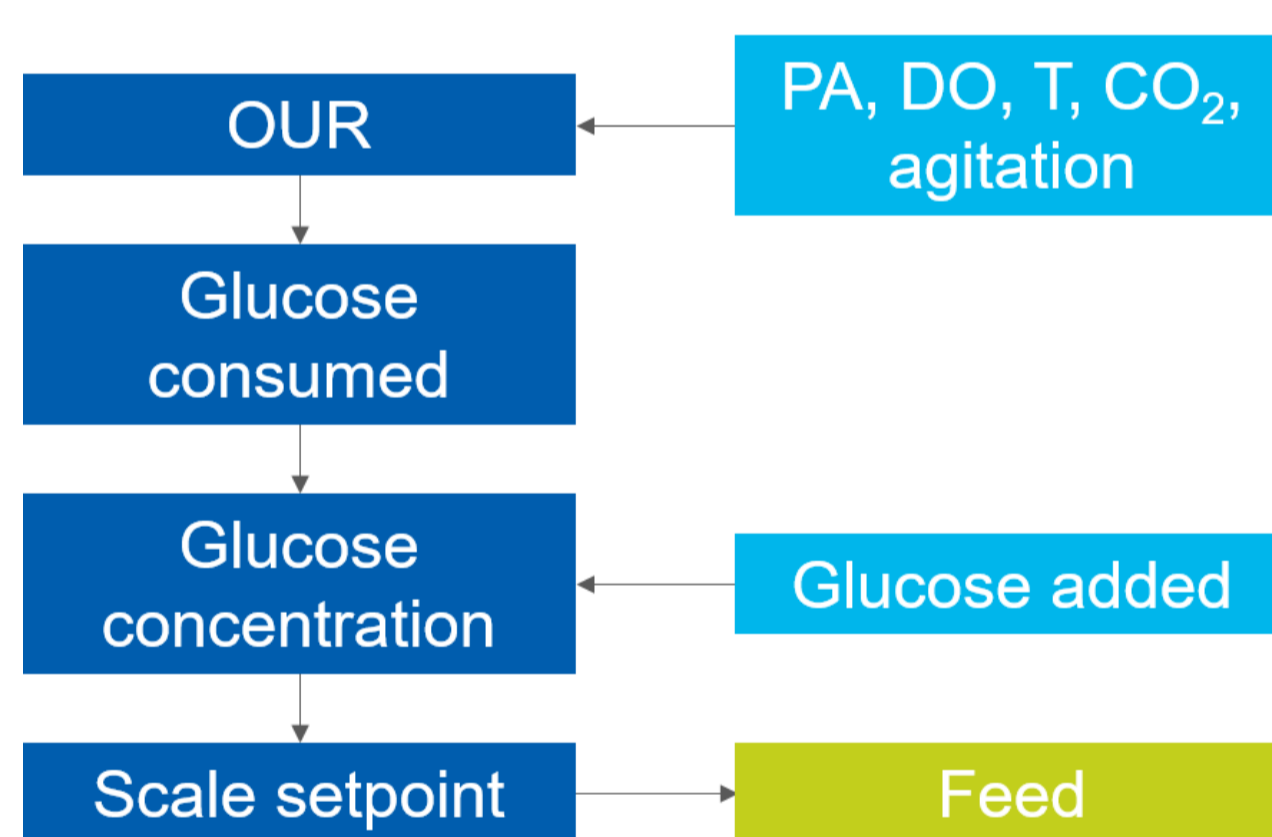 OUR
PA, DO, T, CO₂,
agitation
Glucose
consumed
Glucose
concentration
Glucose added
Scale setpoint
Feed